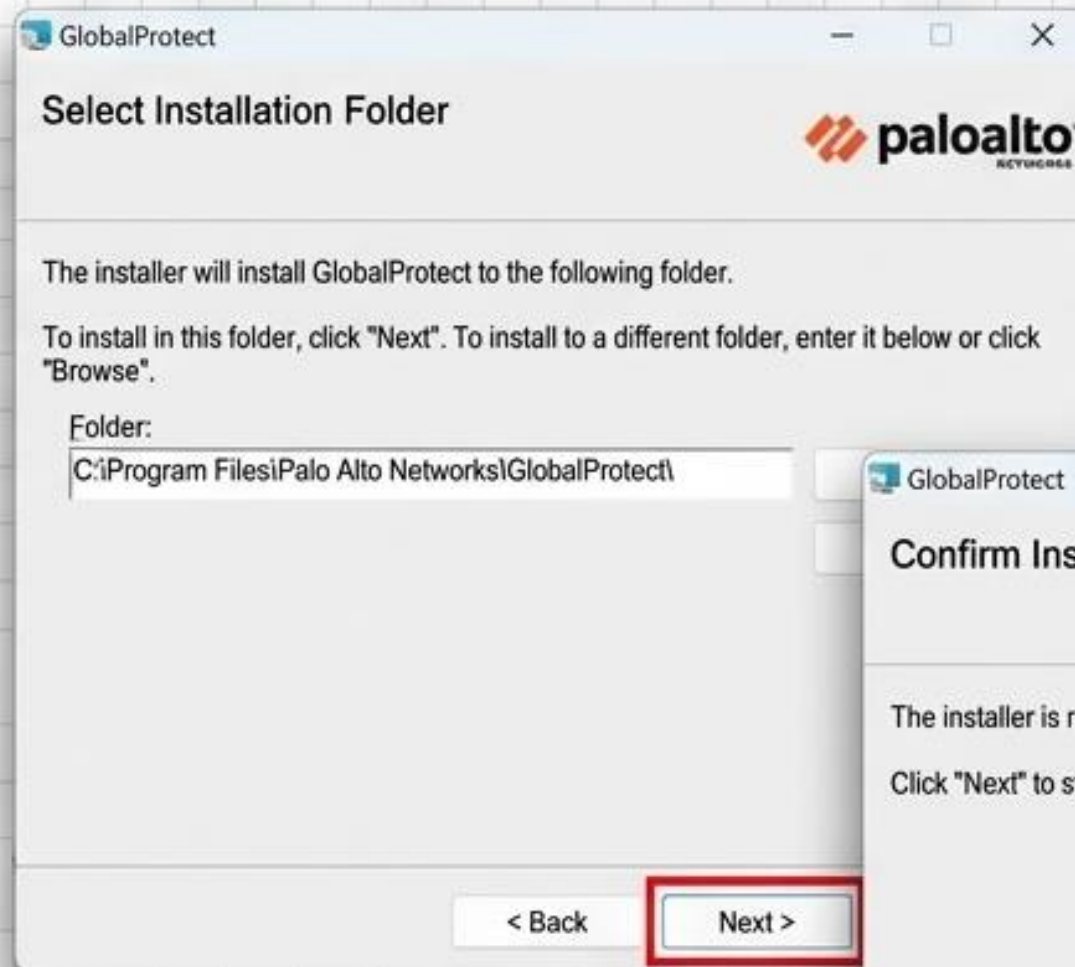 GlobalProtect
Select Installation Folder
paloalto
The installer will install GlobalProtect to the following folder.
To install in this folder, click "Next". To install to a different folder, enter it below or click
"Browse".
Folder:
C:\Program Files\Palo Alto Networks\GlobalProtect\
GlobalProtect
Confirm Ins
The installer is r
Click "Next" to s
< Back
Next >